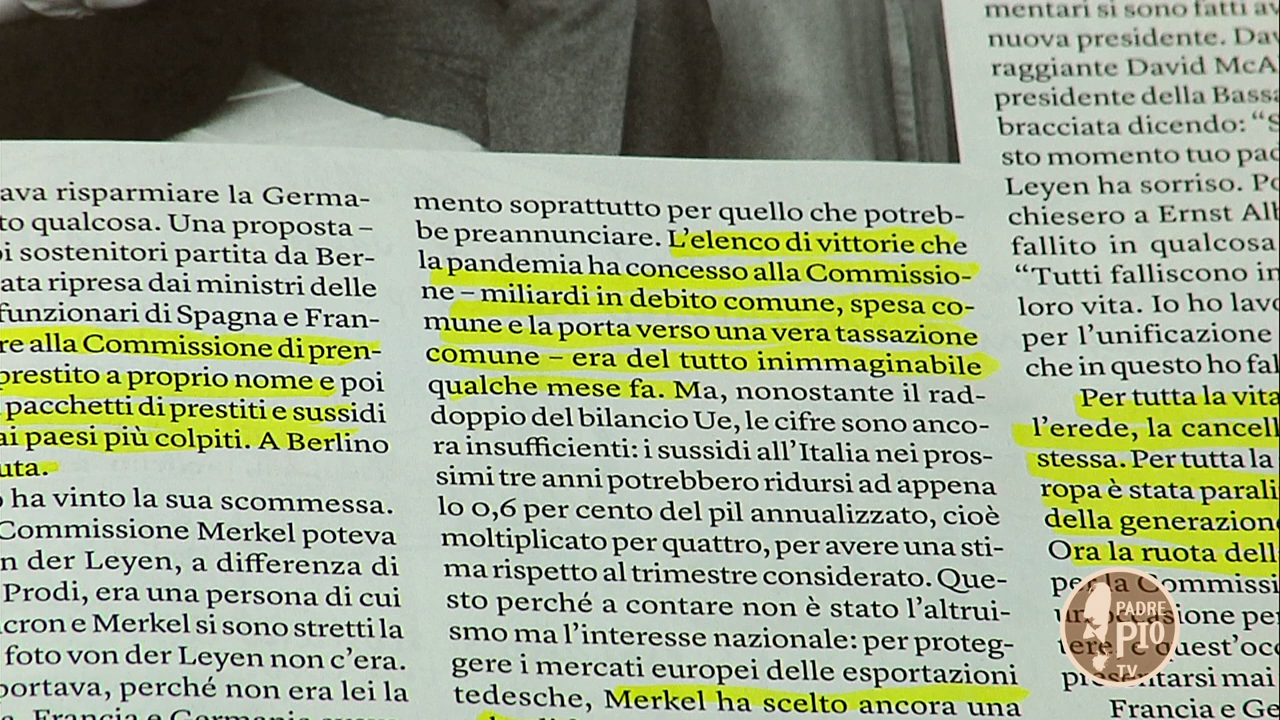 ava risparmiare la Germa-
to qualcosa. Una proposta –
oi sostenitori partita da Ber-
ata ripresa dai ministri delle
funzionari di Spagna e Fran-
re alla Commissione di pren-
prestito a proprio nome e poi
pacchetti di prestiti e sussidi
ai paesi più colpiti. A Berlino
uta.
ha vinto la sua scommessa.
Commissione Merkel poteva
n der Leyen, a differenza di
Prodi, era una persona di cui
cron e Merkel si sono stretti la
foto von der Leyen non c'era.
portava, perché non era lei la
mento soprattutto per quello che potreb-
be preannunciare. L'elenco di vittorie che
la pandemia ha concesso alla Commissio-
ne – miliardi in debito comune, spesa co-
mune e la porta verso una vera tassazione
comune – era del tutto inimmaginabile
qualche mese fa. Ma, nonostante il rad-
doppio del bilancio Ue, le cifre sono anco-
ra insufficienti: i sussidi all'Italia nei pros-
simi tre anni potrebbero ridursi ad appena
lo 0,6 per cento del pil annualizzato, cioè
moltiplicato per quattro, per avere una sti-
ma rispetto al trimestre considerato. Que-
sto perché a contare non è stato l'altrui-
smo ma l'interesse nazionale: per proteg-
gere i mercati europei delle esportazioni
tedesche, Merkel ha scelto ancora una
mentari si sono fatti av
nuova presidente. Dav
raggiante David McA
presidente della Bassa
bracciata dicendo: "S
sto momento tuo pad
Leyen ha sorriso. Po
chiesero a Ernst Alb
fallito in qualcosa
"Tutti falliscono in
loro vita. Io ho lavo
per l'unificazione
che in questo ho fal
Per tutta la vita
l'erede, la cancell
stessa. Per tutta la
ropa è stata parali
della generazione
Ora la ruota dell
per la Commissi
un'occasione per
quest'occ
presentarsi mai
Francia e Ge
PADRE
PIO
TV